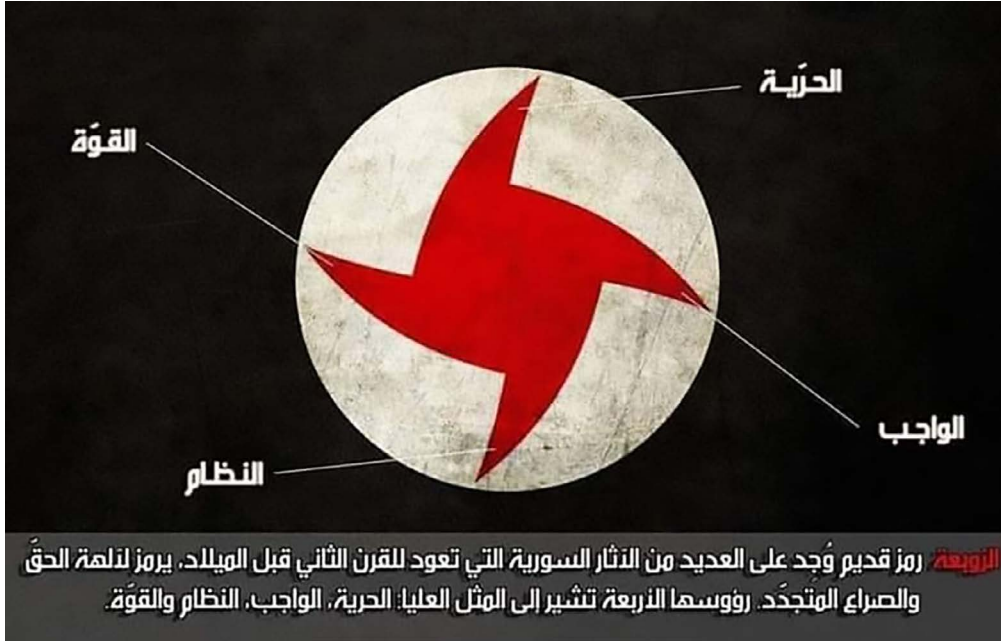 الحرّية
القوّة
الواجب
النظام
الزوبعة: رمز قديم وُجِد على العديد من الآثار السورية التي تعود للقرن الثاني قبل الميلاد، يرمز لآلهة الحقّ
والصراع المتجدّد. رؤوسها الأربعة تشير إلى المثل العليا: الحرية، الواجب، النظام والقوّة.